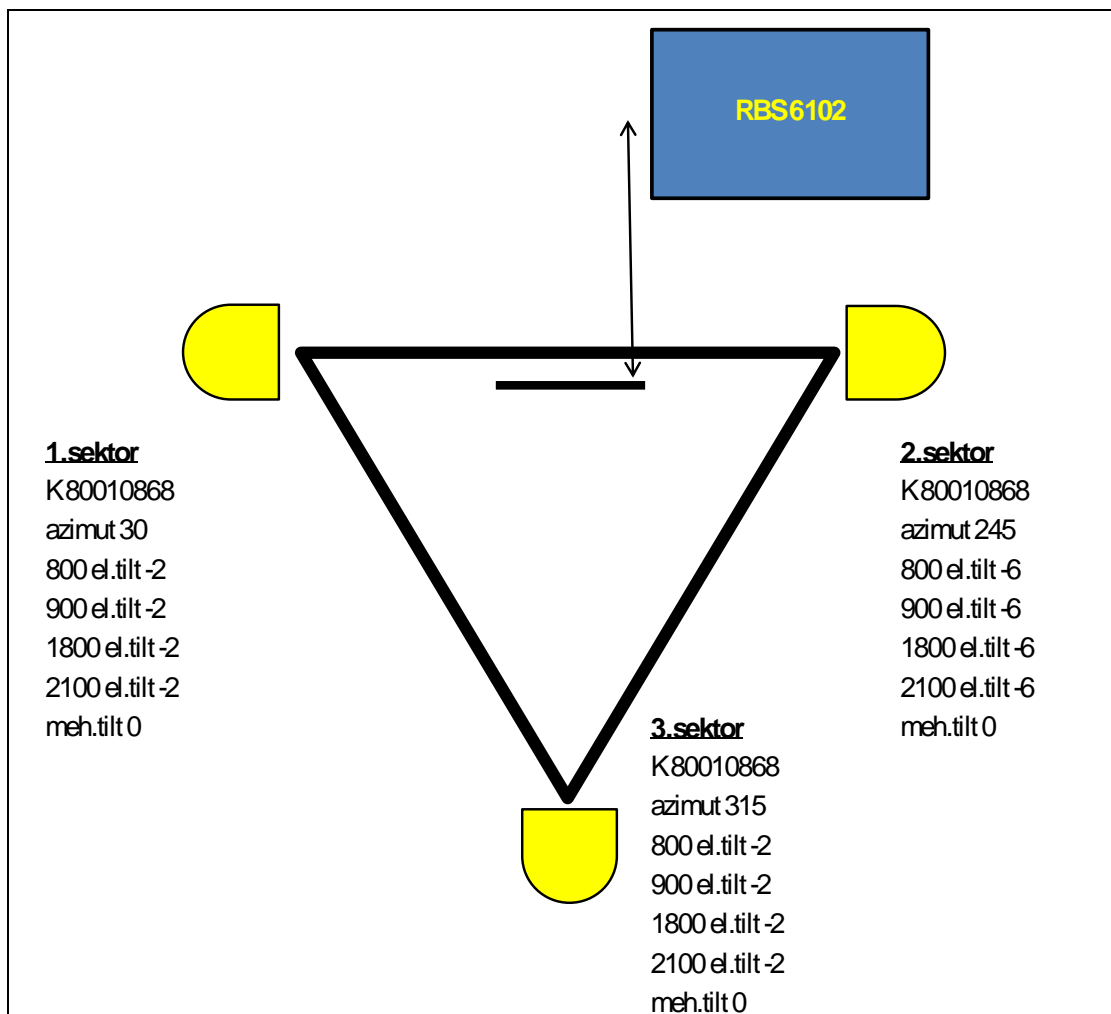 RBS6102
1.sektor
K80010868
azimut 30
800 el.tilt -2
900 el.tilt -2
1800 el.tilt -2
2100 el.tilt -2
meh.tilt 0
2.sektor
K80010868
azimut 245
800 el.tilt -6
900 el.tilt -6
1800 el.tilt -6
2100 el.tilt -6
meh.tilt 0
3.sektor
K80010868
azimut 315
800 el.tilt -2
900 el.tilt -2
1800 el.tilt -2
2100 el.tilt -2
meh.tilt 0